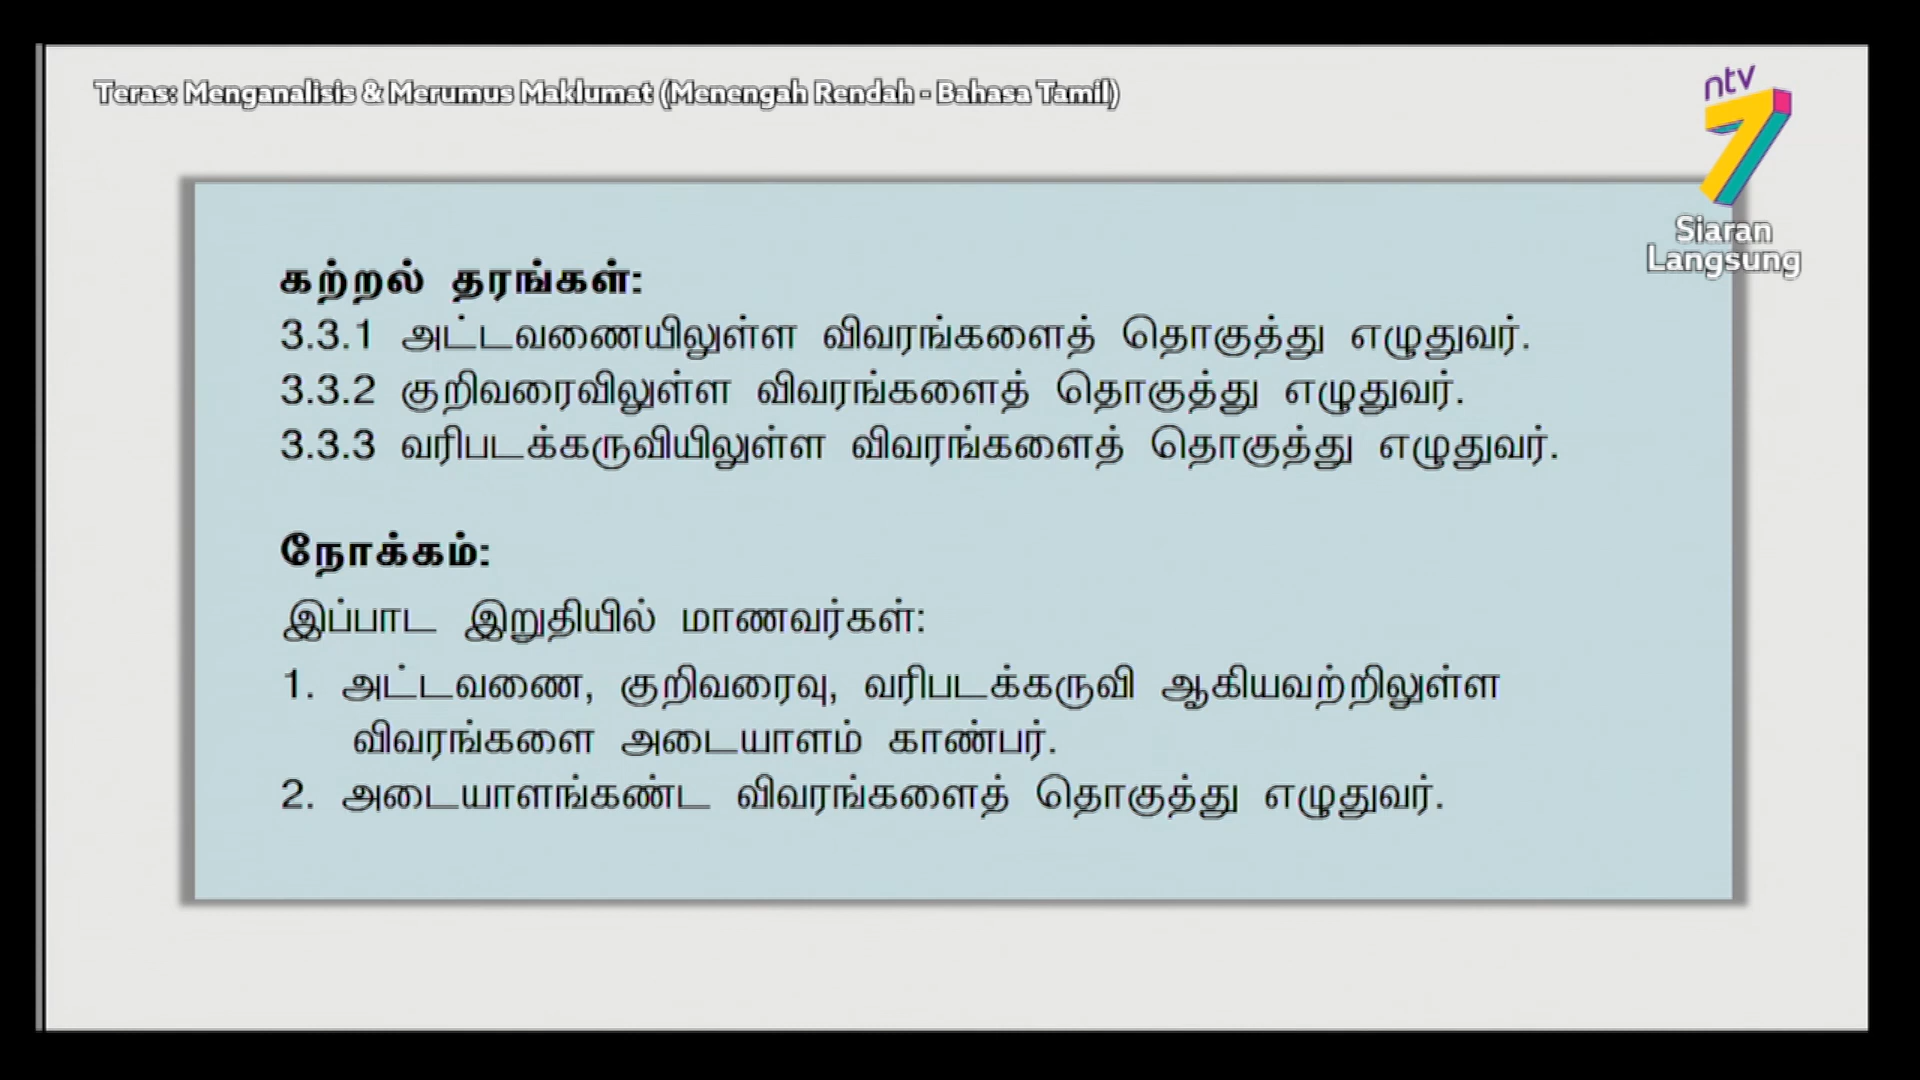 Teras: Menganalisis & Merumus Maklumat (Menengah Rendah - Bahasa Tamil)
ntv
7
Siaran
Langsung
கற்றல் தரங்கள்:
3.3.1 அட்டவணையிலுள்ள விவரங்களைத் தொகுத்து எழுதுவர்.
3.3.2 குறிவரைவிலுள்ள விவரங்களைத் தொகுத்து எழுதுவர்.
3.3.3 வரிபடக்கருவியிலுள்ள விவரங்களைத் தொகுத்து எழுதுவர்.
நோக்கம்:
இப்பாட இறுதியில் மாணவர்கள்:
1. அட்டவணை, குறிவரைவு, வரிபடக்கருவி ஆகியவற்றிலுள்ள
விவரங்களை அடையாளம் காண்பர்.
2. அடையாளங்கண்ட விவரங்களைத் தொகுத்து எழுதுவர்.